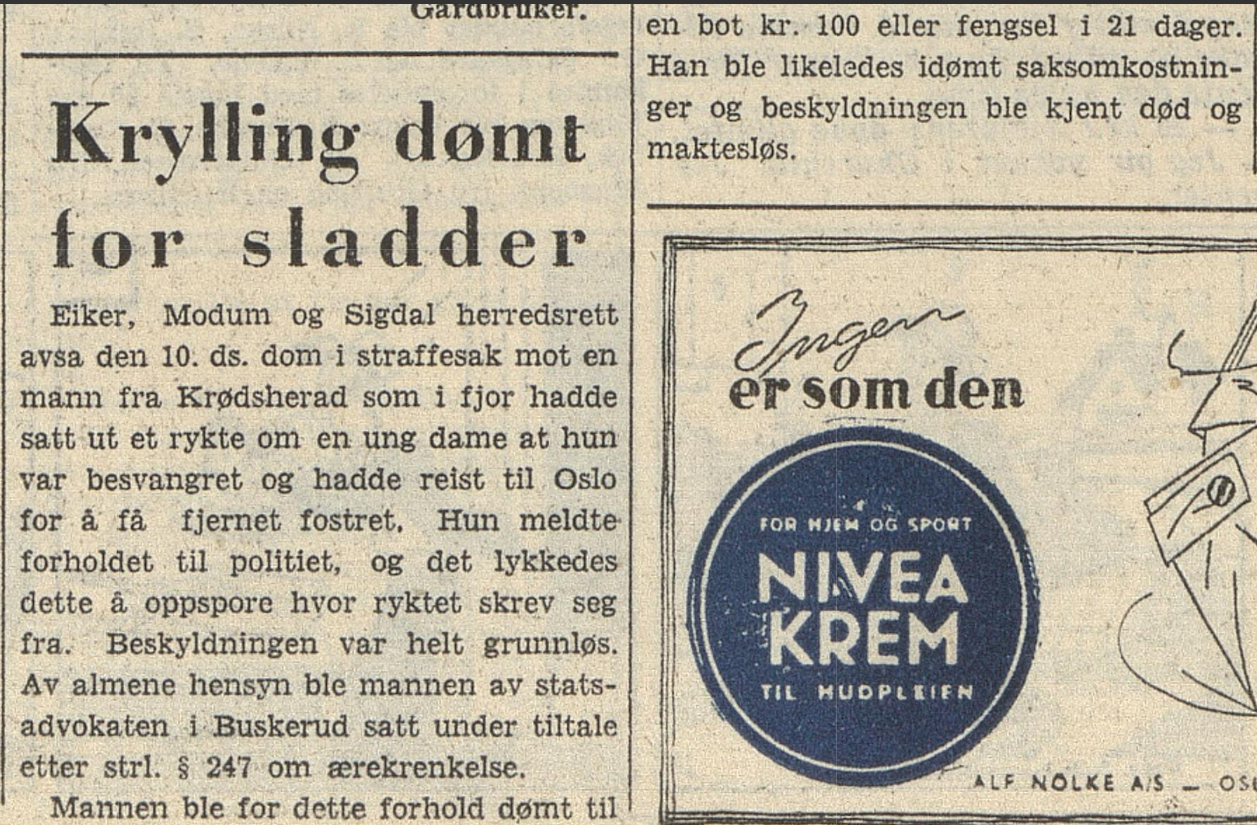 Gardbruker.
Krylling dømt
for sladder
Eiker, Modum og Sigdal herredsrett
avsa den 10. ds. dom i straffesak mot en
mann fra Krødsherad som i fjor hadde
satt ut et rykte om en ung dame at hun
var besvangret og hadde reist til Oslo
for å få fjernet fostret. Hun meldte
forholdet til politiet, og det lykkedes
dette å oppspore hvor ryktet skrev seg
fra. Beskyldningen var helt grunnløs.
Av almene hensyn ble mannen av stats-
advokaten i Buskerud satt under tiltale
etter strl. § 247 om ærekrenkelse.
Mannen ble for dette forhold dømt til
en bot kr. 100 eller fengsel i 21 dager.
Han ble likeledes idømt saksomkostnin-
ger og beskyldningen ble kjent død og
maktesløs.
Ingen
er som den
FOR HJEM OG SPORT
NIVEA
KREM
TIL HUDPLEIEN
ALF NÖLKE A/S —